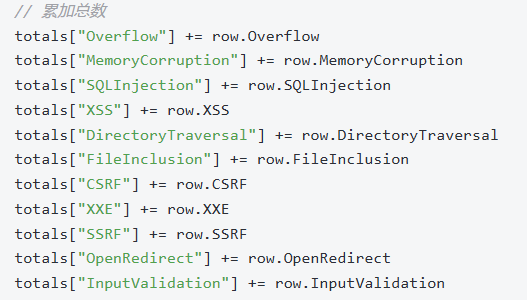 // 累加总数
totals["Overflow"] += row.Overflow
totals["MemoryCorruption"] += row.MemoryCorruption
totals["SQLInjection"] += row.SQLInjection
totals["XSS"] += row.XSS
totals["DirectoryTraversal"] += row.DirectoryTraversal
totals["FileInclusion"] += row.FileInclusion
totals["CSRF"] += row.CSRF
totals["XXE"] += row.XXE
totals["SSRF"] += row.SSRF
totals["OpenRedirect"] += row.OpenRedirect
totals["InputValidation"] += row.InputValidation